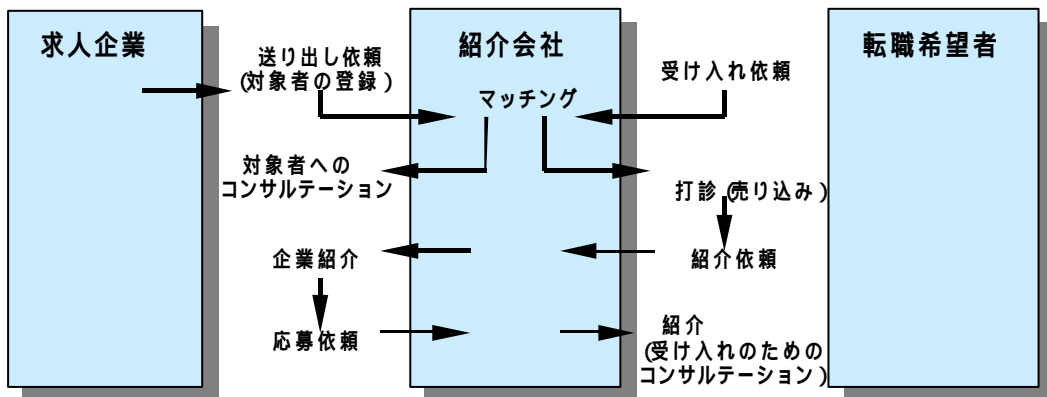 求人企業
紹介会社
転職希望者
送り出し依頼
(対象者の登録)
受け入れ依頼
マッチング
対象者への
コンサルテーション
打診(売り込み)
企業紹介
紹介依頼
応募依頼
紹介
(受け入れのための
コンサルテーション)